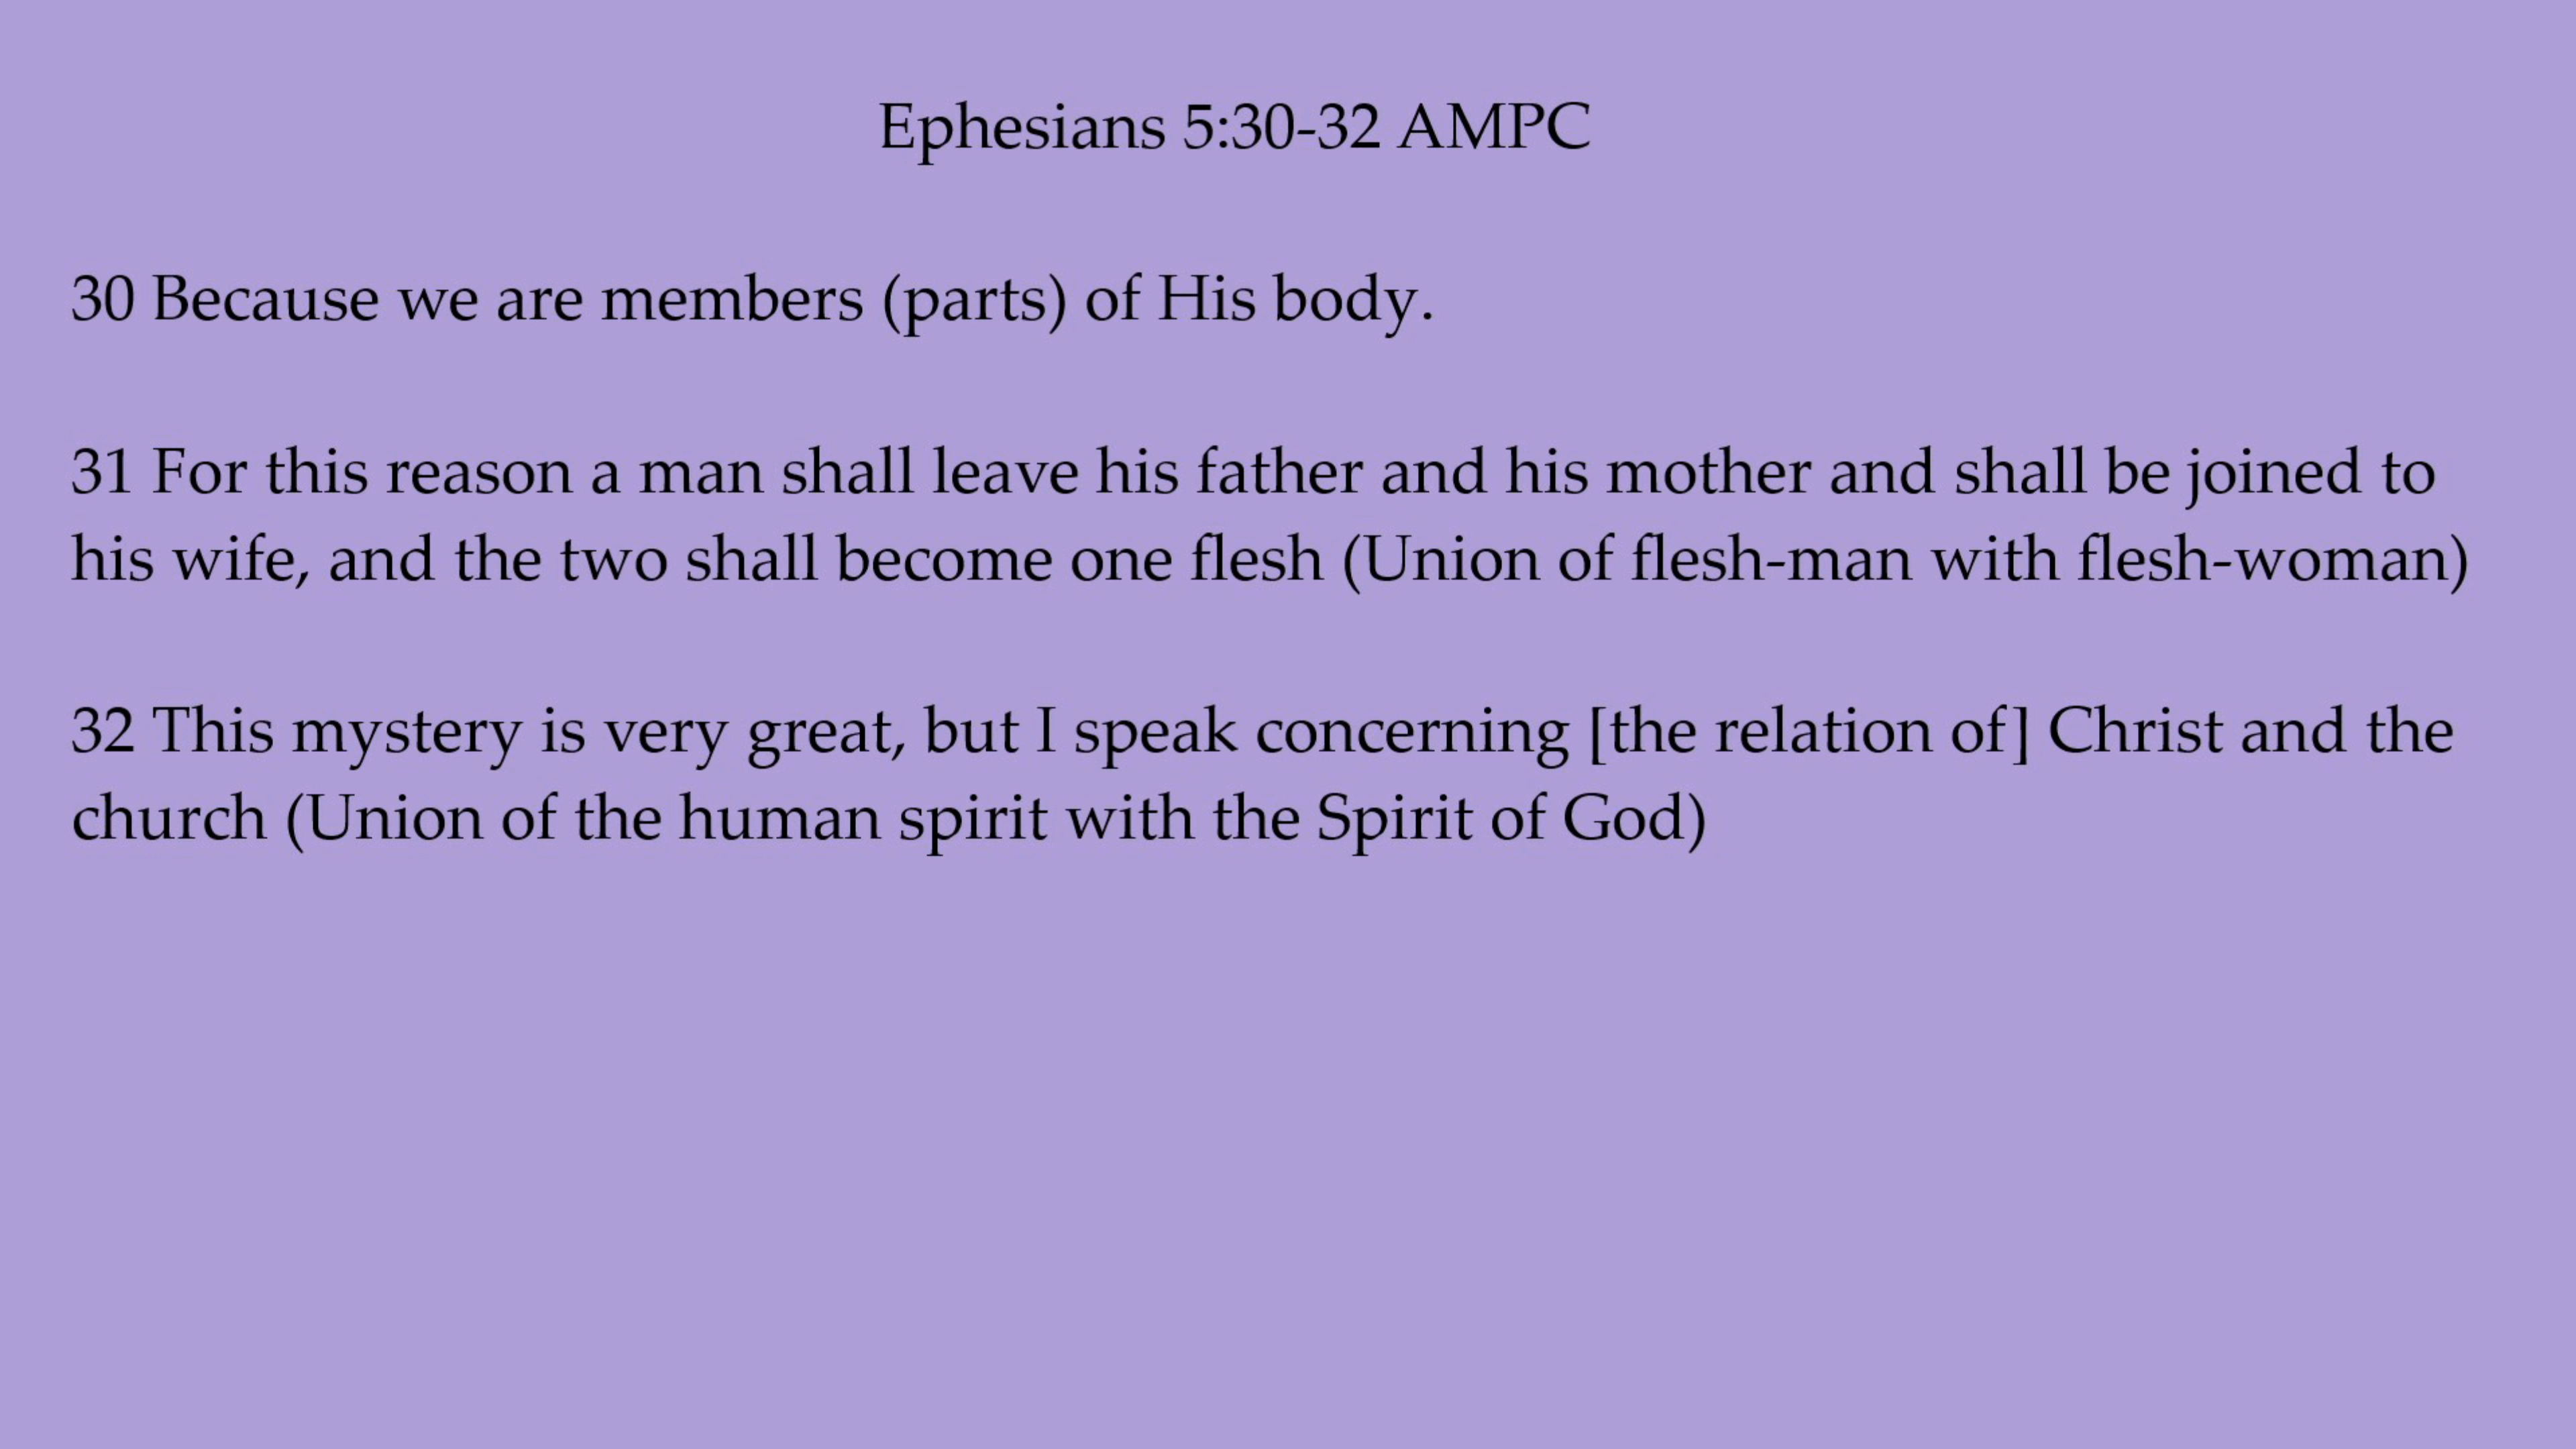 Ephesians 5:30-32 AMPC
30 Because we are members (parts) of His body.
31 For this reason a man shall leave his father and his mother and shall be joined to
his wife, and the two shall become one flesh (Union of flesh-man with flesh-woman)
32 This mystery is very great, but I speak concerning [the relation of] Christ and the
church (Union of the human spirit with the Spirit of God)